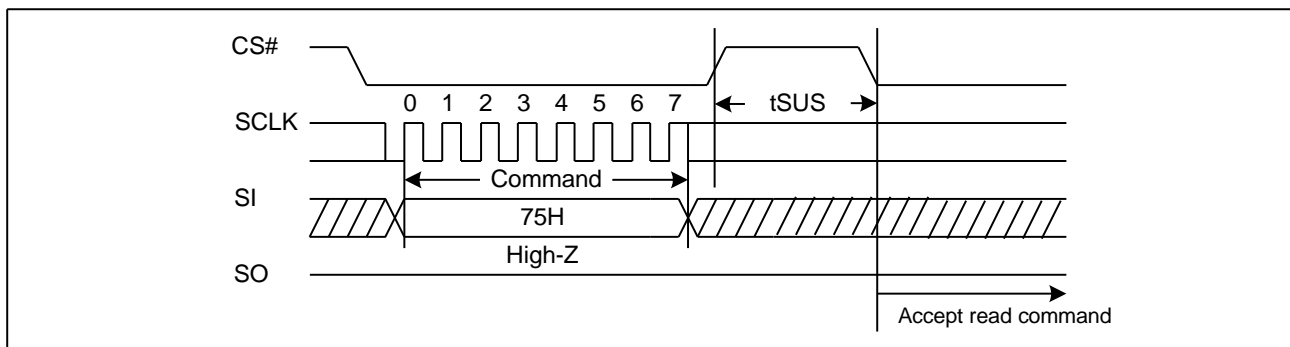 CS#
0 1 2 3 4 5 6 7
tSUS
SCLK
Command
SI
75H
High-Z
SO
Accept read command